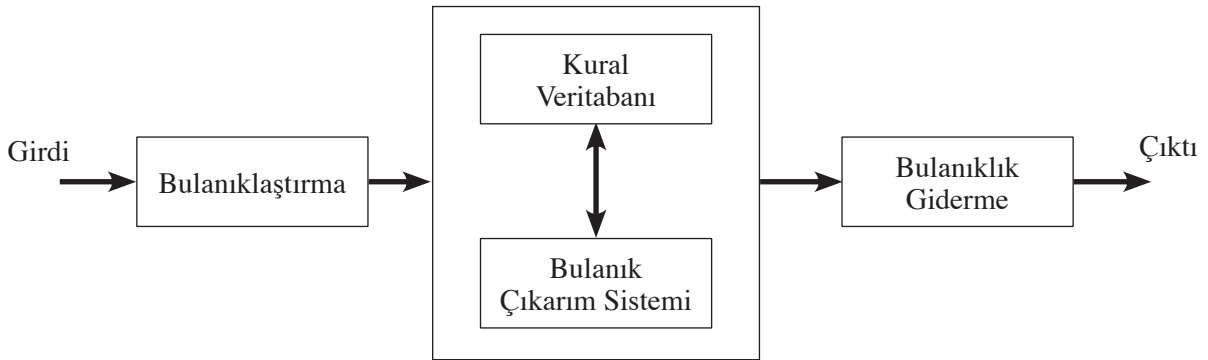 Girdi
Bulanıklaştırma
Kural
Veritabanı
Bulanık
Çıkarım Sistemi
Bulanıklık
Giderme
Çıktı